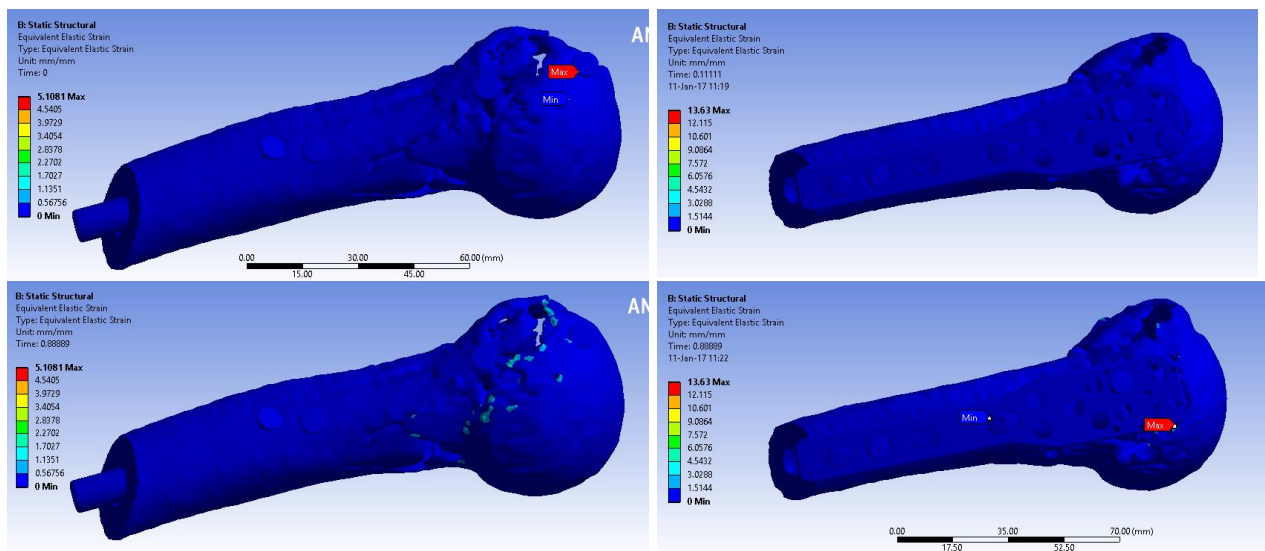 B: Static Structural
Equivalent Elastic Strain
Type: Equivalent Elastic Strain
Unit: mm/mm
Time: 0
5.1081 Max
4.5405
3.9729
3.4054
2.8378
2.2702
1.7027
1.1351
0.56756
0 Min
AN
Max
Min
0.00 30.00 60.00 (mm)
15.00 45.00
B: Static Structural
Equivalent Elastic Strain
Type: Equivalent Elastic Strain
Unit: mm/mm
Time: 0.11111
11-Jan-17 11:19
13.63 Max
12.115
10.601
9.0864
7.572
6.0576
4.5432
3.0288
1.5144
0 Min
B: Static Structural
Equivalent Elastic Strain
Type: Equivalent Elastic Strain
Unit: mm/mm
Time: 0.88889
5.1081 Max
4.5405
3.9729
3.4054
2.8378
2.2702
1.7027
1.1351
0.56756
0 Min
AN
B: Static Structural
Equivalent Elastic Strain
Type: Equivalent Elastic Strain
Unit: mm/mm
Time: 0.88889
11-Jan-17 11:22
13.63 Max
12.115
10.601
9.0864
7.572
6.0576
4.5432
3.0288
1.5144
0 Min
Min
Max
0.00 35.00 70.00 (mm)
17.50 52.50